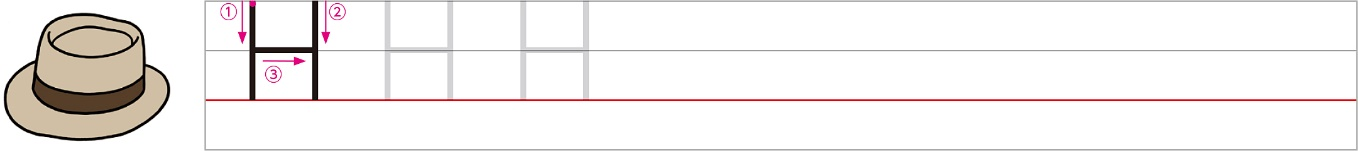 ① H ② H H
③